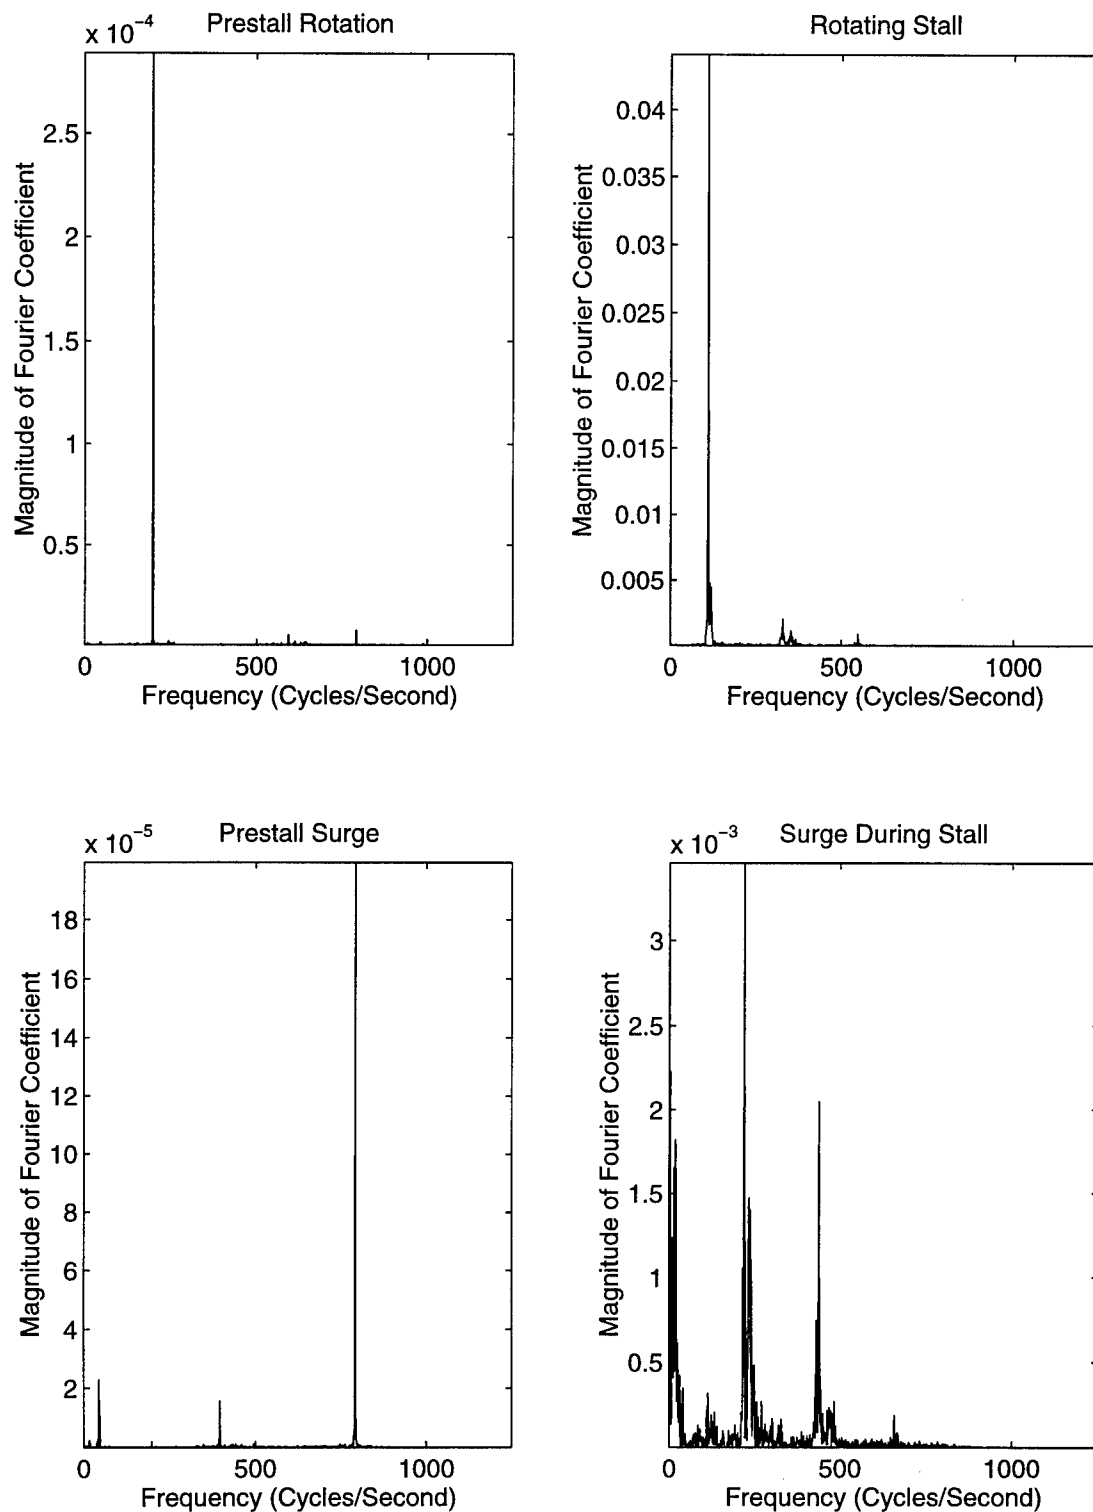 x 10⁻⁴
Prestall Rotation
2.5
2
1.5
1
0.5
Magnitude of Fourier Coefficient
0
500
1000
Frequency (Cycles/Second)
Rotating Stall
0.04
0.035
0.03
0.025
0.02
0.015
0.01
0.005
Magnitude of Fourier Coefficient
0
500
1000
Frequency (Cycles/Second)
x 10⁻⁵
Prestall Surge
18
16
14
12
10
8
6
4
2
Magnitude of Fourier Coefficient
0
500
1000
Frequency (Cycles/Second)
x 10⁻³
Surge During Stall
3
2.5
2
1.5
1
0.5
Magnitude of Fourier Coefficient
0
500
1000
Frequency (Cycles/Second)